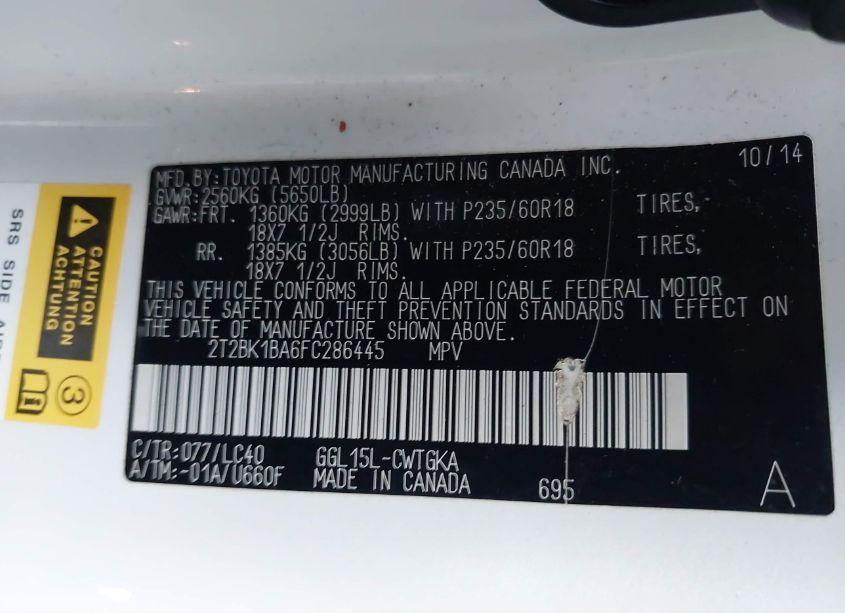 MFD. BY: TOYOTA MOTOR MANUFACTURING CANADA INC. 10/14
GVWR: 2560KG (5650LB)
GAWR: FRT. 1360KG (2999LB) WITH P235/60R18 TIRES,
18X7 1/2J RIMS.
RR. 1385KG (3056LB) WITH P235/60R18 TIRES,
18X7 1/2J RIMS.
THIS VEHICLE CONFORMS TO ALL APPLICABLE FEDERAL MOTOR
VEHICLE SAFETY AND THEFT PREVENTION STANDARDS IN EFFECT ON
THE DATE OF MANUFACTURE SHOWN ABOVE.
2T2BK1BA6FC286445 MPV
C/TR: 077/LC40 GGL15L-CWTGKA
A/TM: -01A/U660F MADE IN CANADA 695 A
CAUTION
ATTENTION
ACHTUNG
3
SRS SIDE